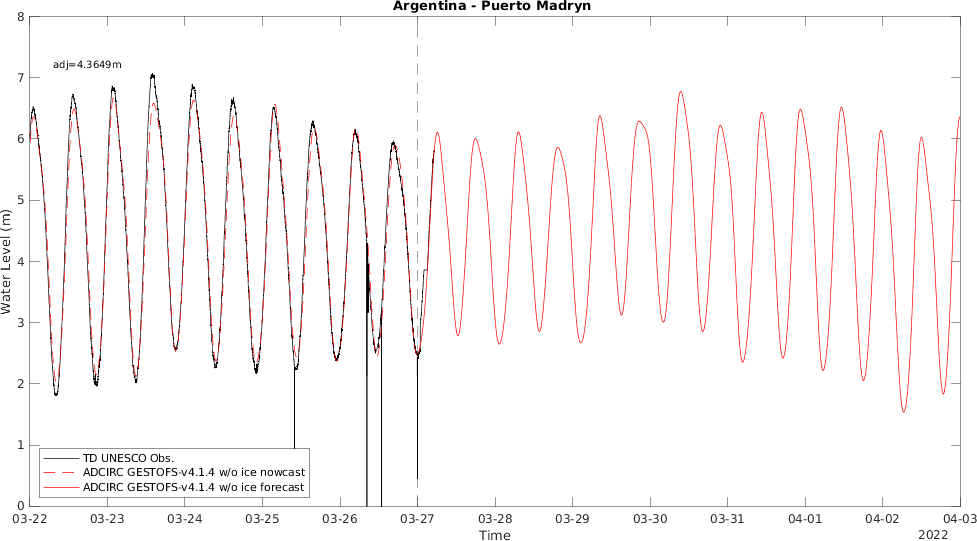 Argentina - Puerto Madryn
8
adj=4.3649m
7
6
5
4
3
2
1
0
Water Level (m)
TD UNESCO Obs.
ADCIRC GESTOFS-v4.1.4 w/o ice nowcast
ADCIRC GESTOFS-v4.1.4 w/o ice forecast
03-22 03-23 03-24 03-25 03-26 03-27 03-28 03-29 03-30 03-31 04-01 04-02 04-03
Time
2022